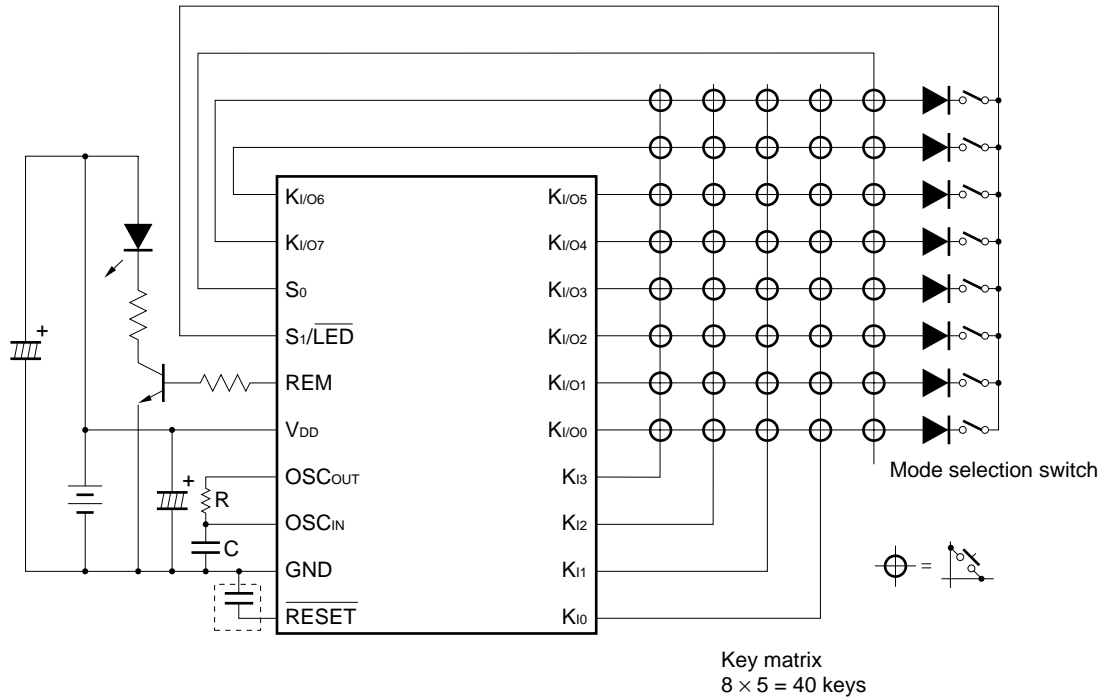 KI/O6
KI/O7
S0
S1/LED
REM
VDD
OSCOUT
OSCIN
GND
RESET
KI/O5
KI/O4
KI/O3
KI/O2
KI/O1
KI/O0
KI3
KI2
KI1
KI0
+
+
R
C
Mode selection switch
=
Key matrix
8 × 5 = 40 keys